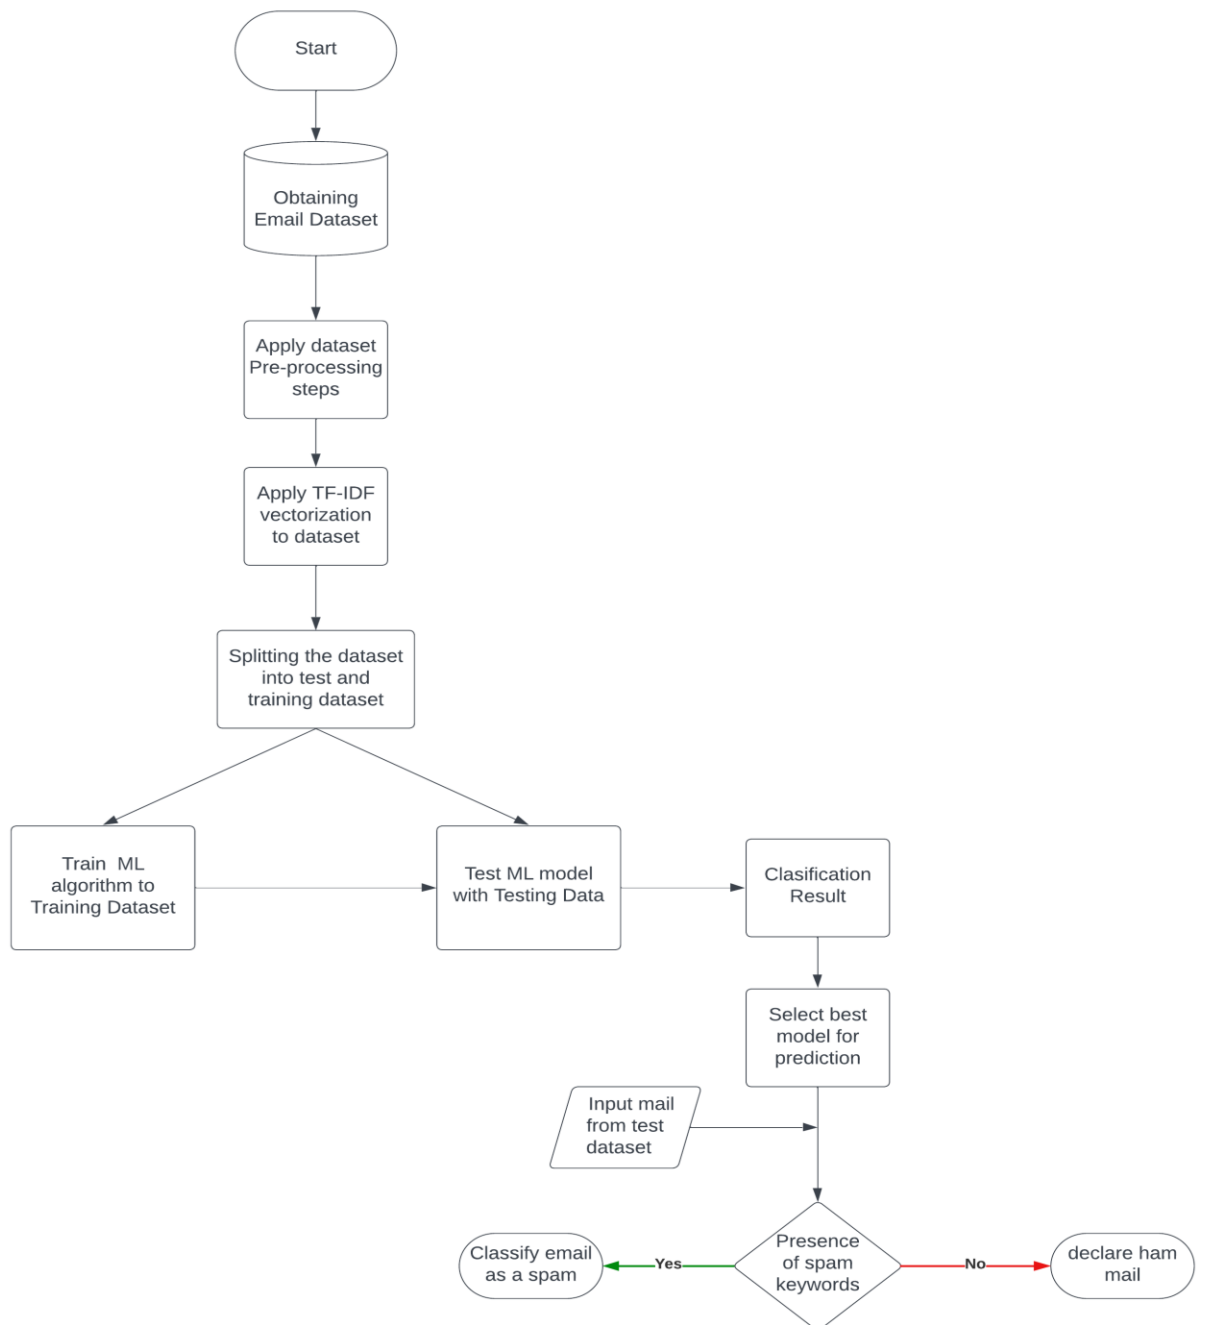 Start
Obtaining
Email Dataset
Apply dataset
Pre-processing
steps
Apply TF-IDF
vectorization
to dataset
Splitting the dataset
into test and
training dataset
Train ML
algorithm to
Training Dataset
Test ML model
with Testing Data
Clasification
Result
Select best
model for
prediction
Input mail
from test
dataset
Presence
of spam
keywords
Yes
Classify email
as a spam
No
declare ham
mail